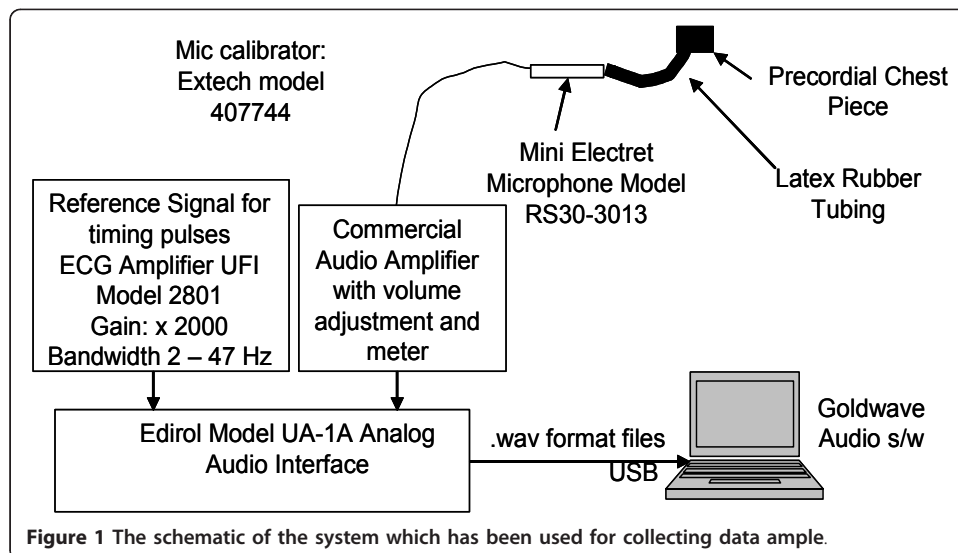 Mic calibrator:
Extech model
407744
Precordial Chest
Piece
Mini Electret
Microphone Model
RS30-3013
Latex Rubber
Tubing
Reference Signal for
timing pulses
ECG Amplifier UFI
Model 2801
Gain: x 2000
Bandwidth 2 – 47 Hz
Commercial
Audio Amplifier
with volume
adjustment and
meter
Edirol Model UA-1A Analog
Audio Interface
.wav format files
USB
Goldwave
Audio s/w
Figure 1 The schematic of the system which has been used for collecting data ample.